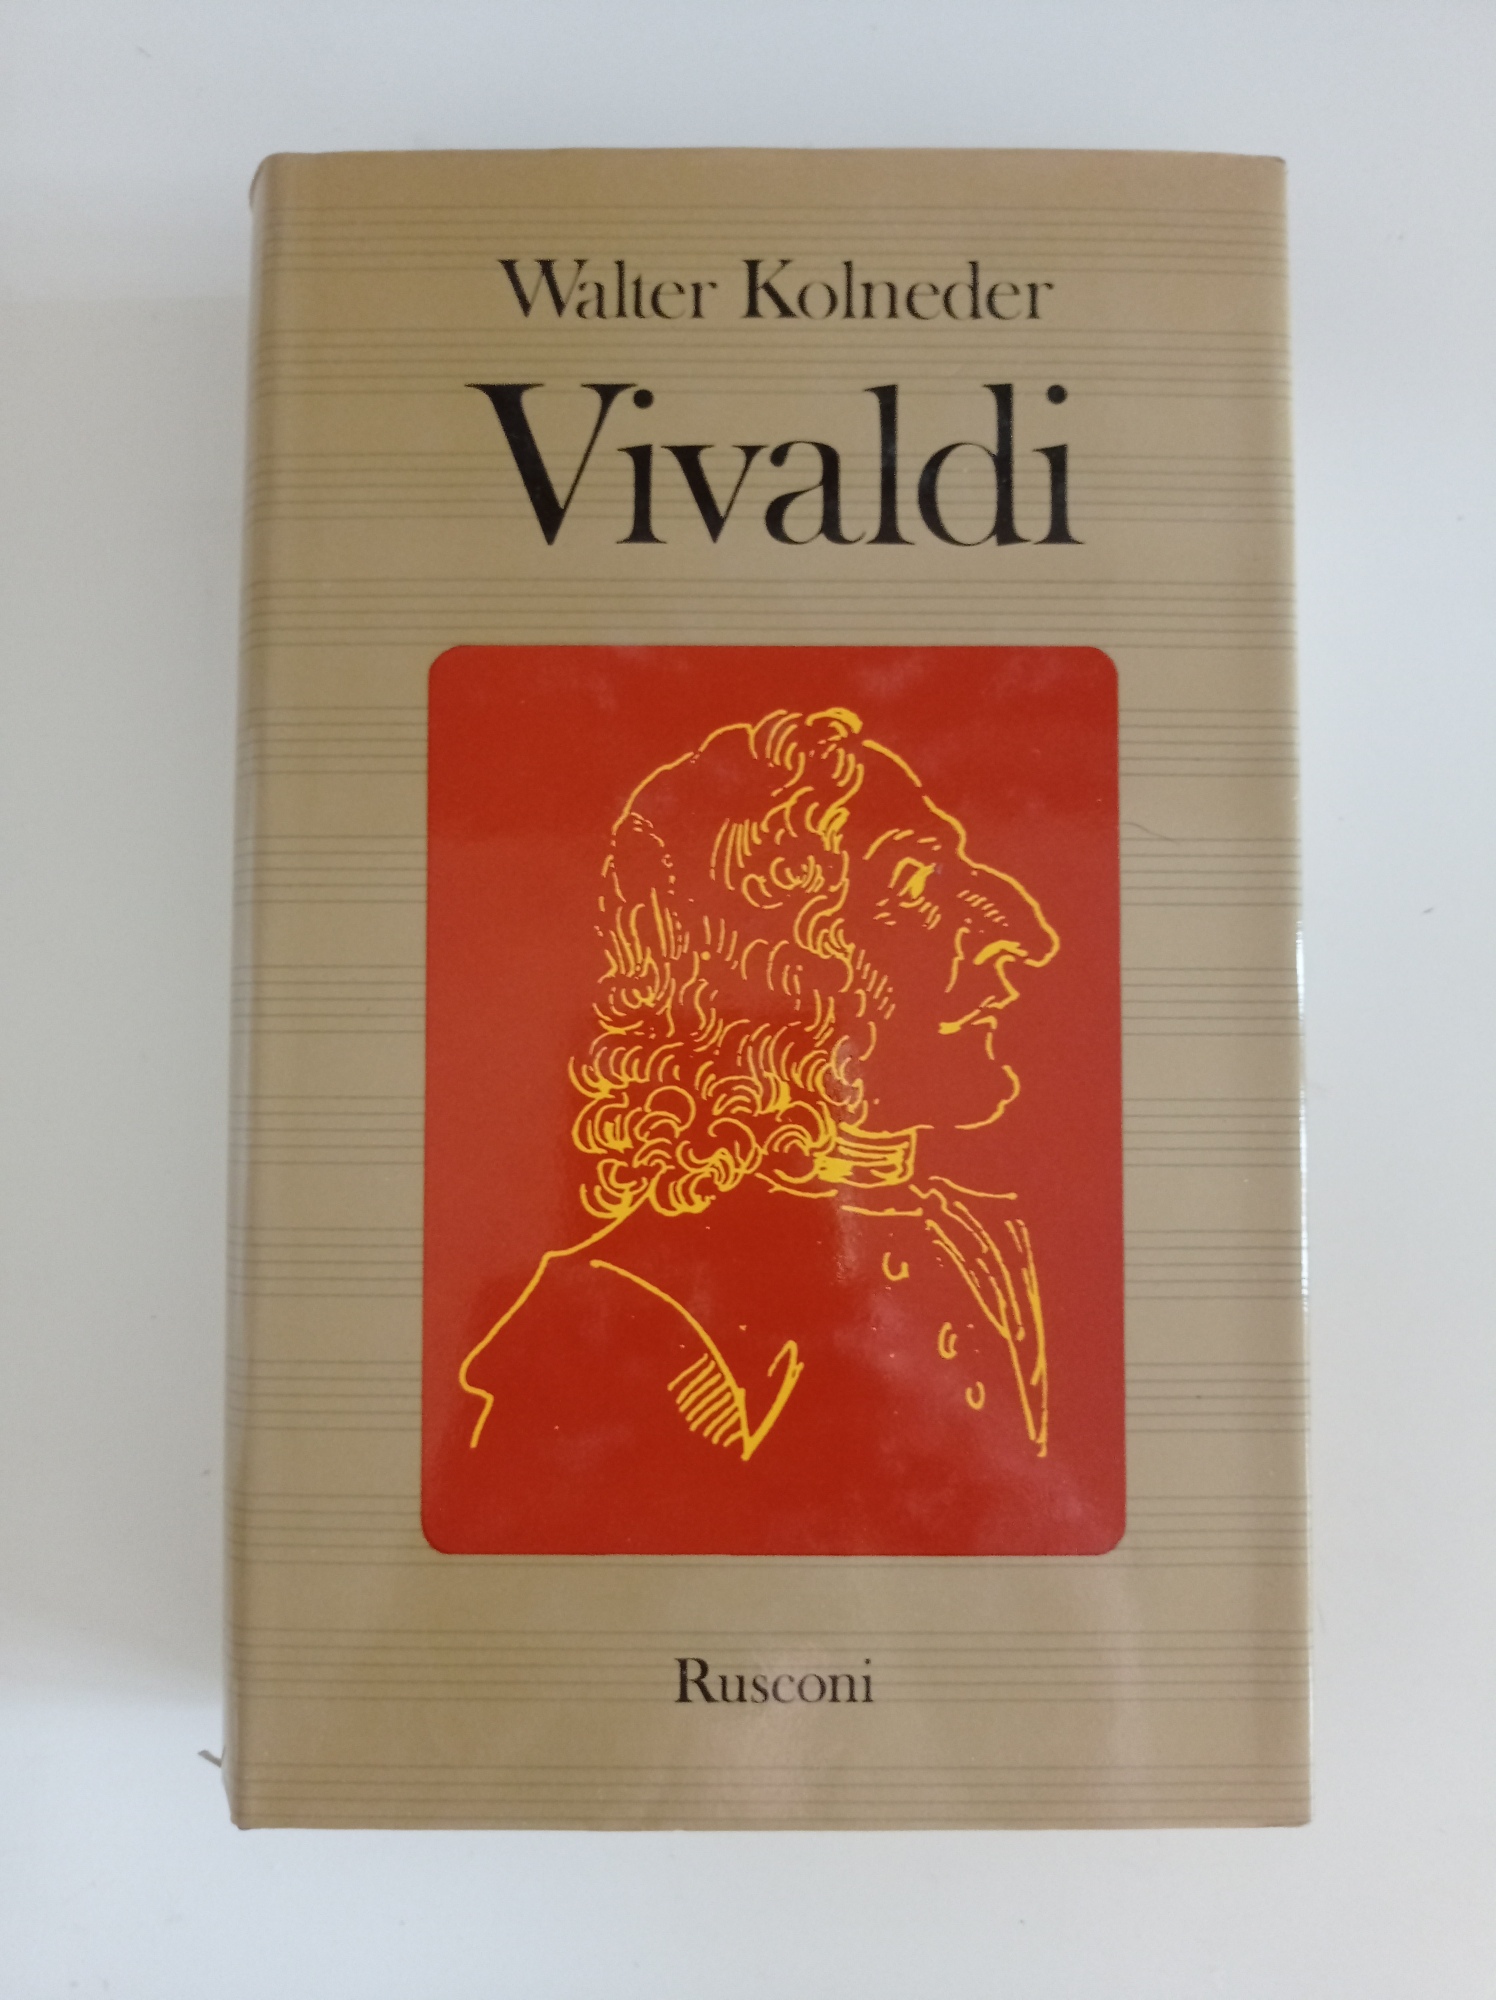 Walter Kolneder
Vivaldi
Rusconi